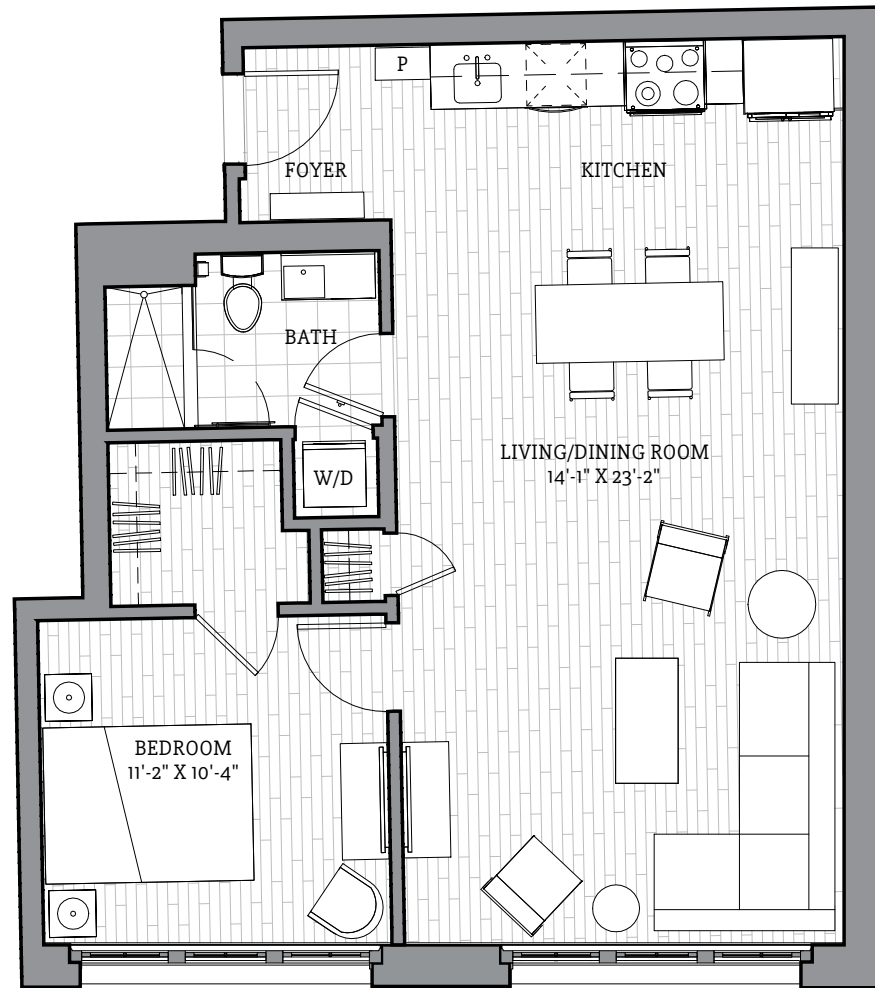 P
FOYER
KITCHEN
BATH
LIVING/DINING ROOM
14'-1" X 23'-2"
W/D
BEDROOM
11'-2" X 10'-4"